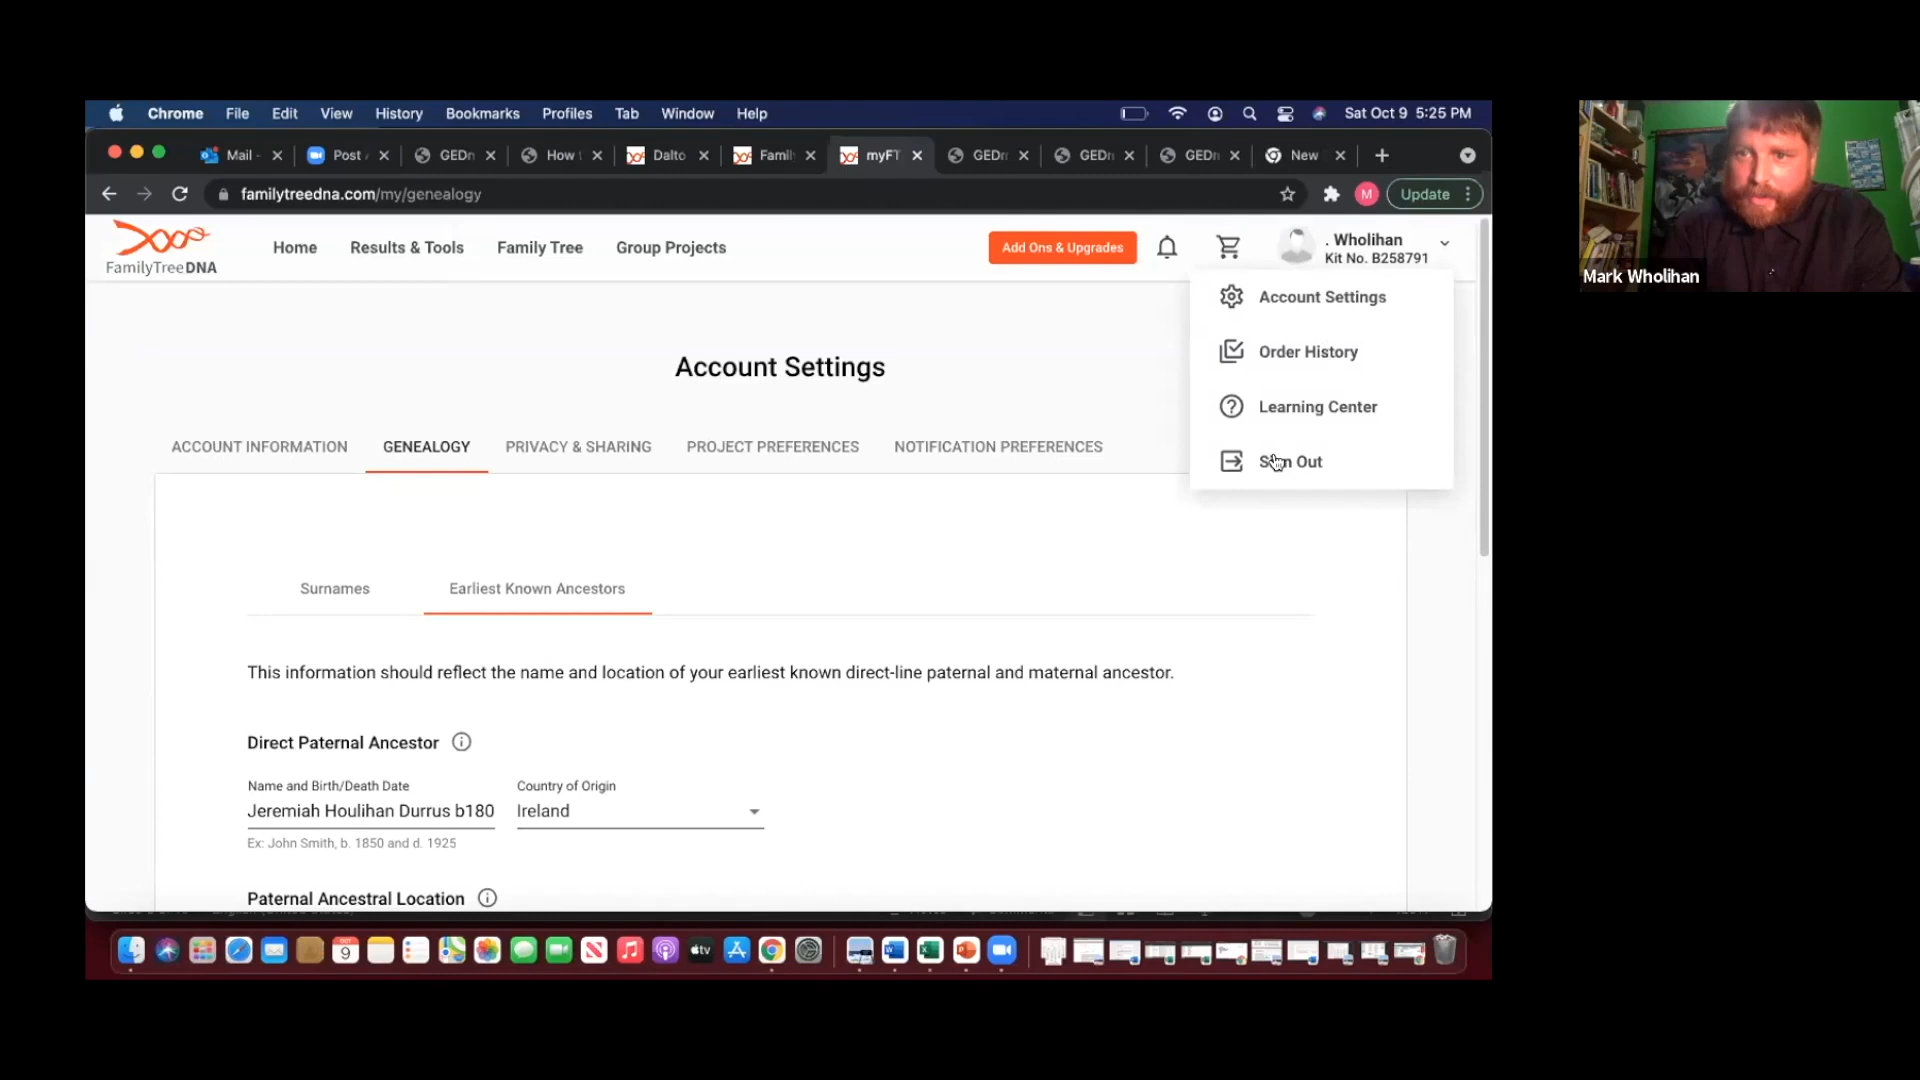 Chrome File Edit View History Bookmarks Profiles Tab Window Help Sat Oct 9 5:25 PM
Mail - Post GEDn How Dalto Famil myFT GEDn GEDn GEDn New
familytreedna.com/my/genealogy M Update
FamilyTreeDNA Home Results & Tools Family Tree Group Projects Add Ons & Upgrades . Wholihan
Kit No. B258791
Mark Wholihan
Account Settings
Order History
Learning Center
Out
Account Settings
ACCOUNT INFORMATION GENEALOGY PRIVACY & SHARING PROJECT PREFERENCES NOTIFICATION PREFERENCES
Surnames Earliest Known Ancestors
This information should reflect the name and location of your earliest known direct-line paternal and maternal ancestor.
Direct Paternal Ancestor
Name and Birth/Death Date Country of Origin
Jeremiah Houlihan Durrus b180 Ireland
Ex: John Smith, b. 1850 and d. 1925
Paternal Ancestral Location
OCT
9
tv